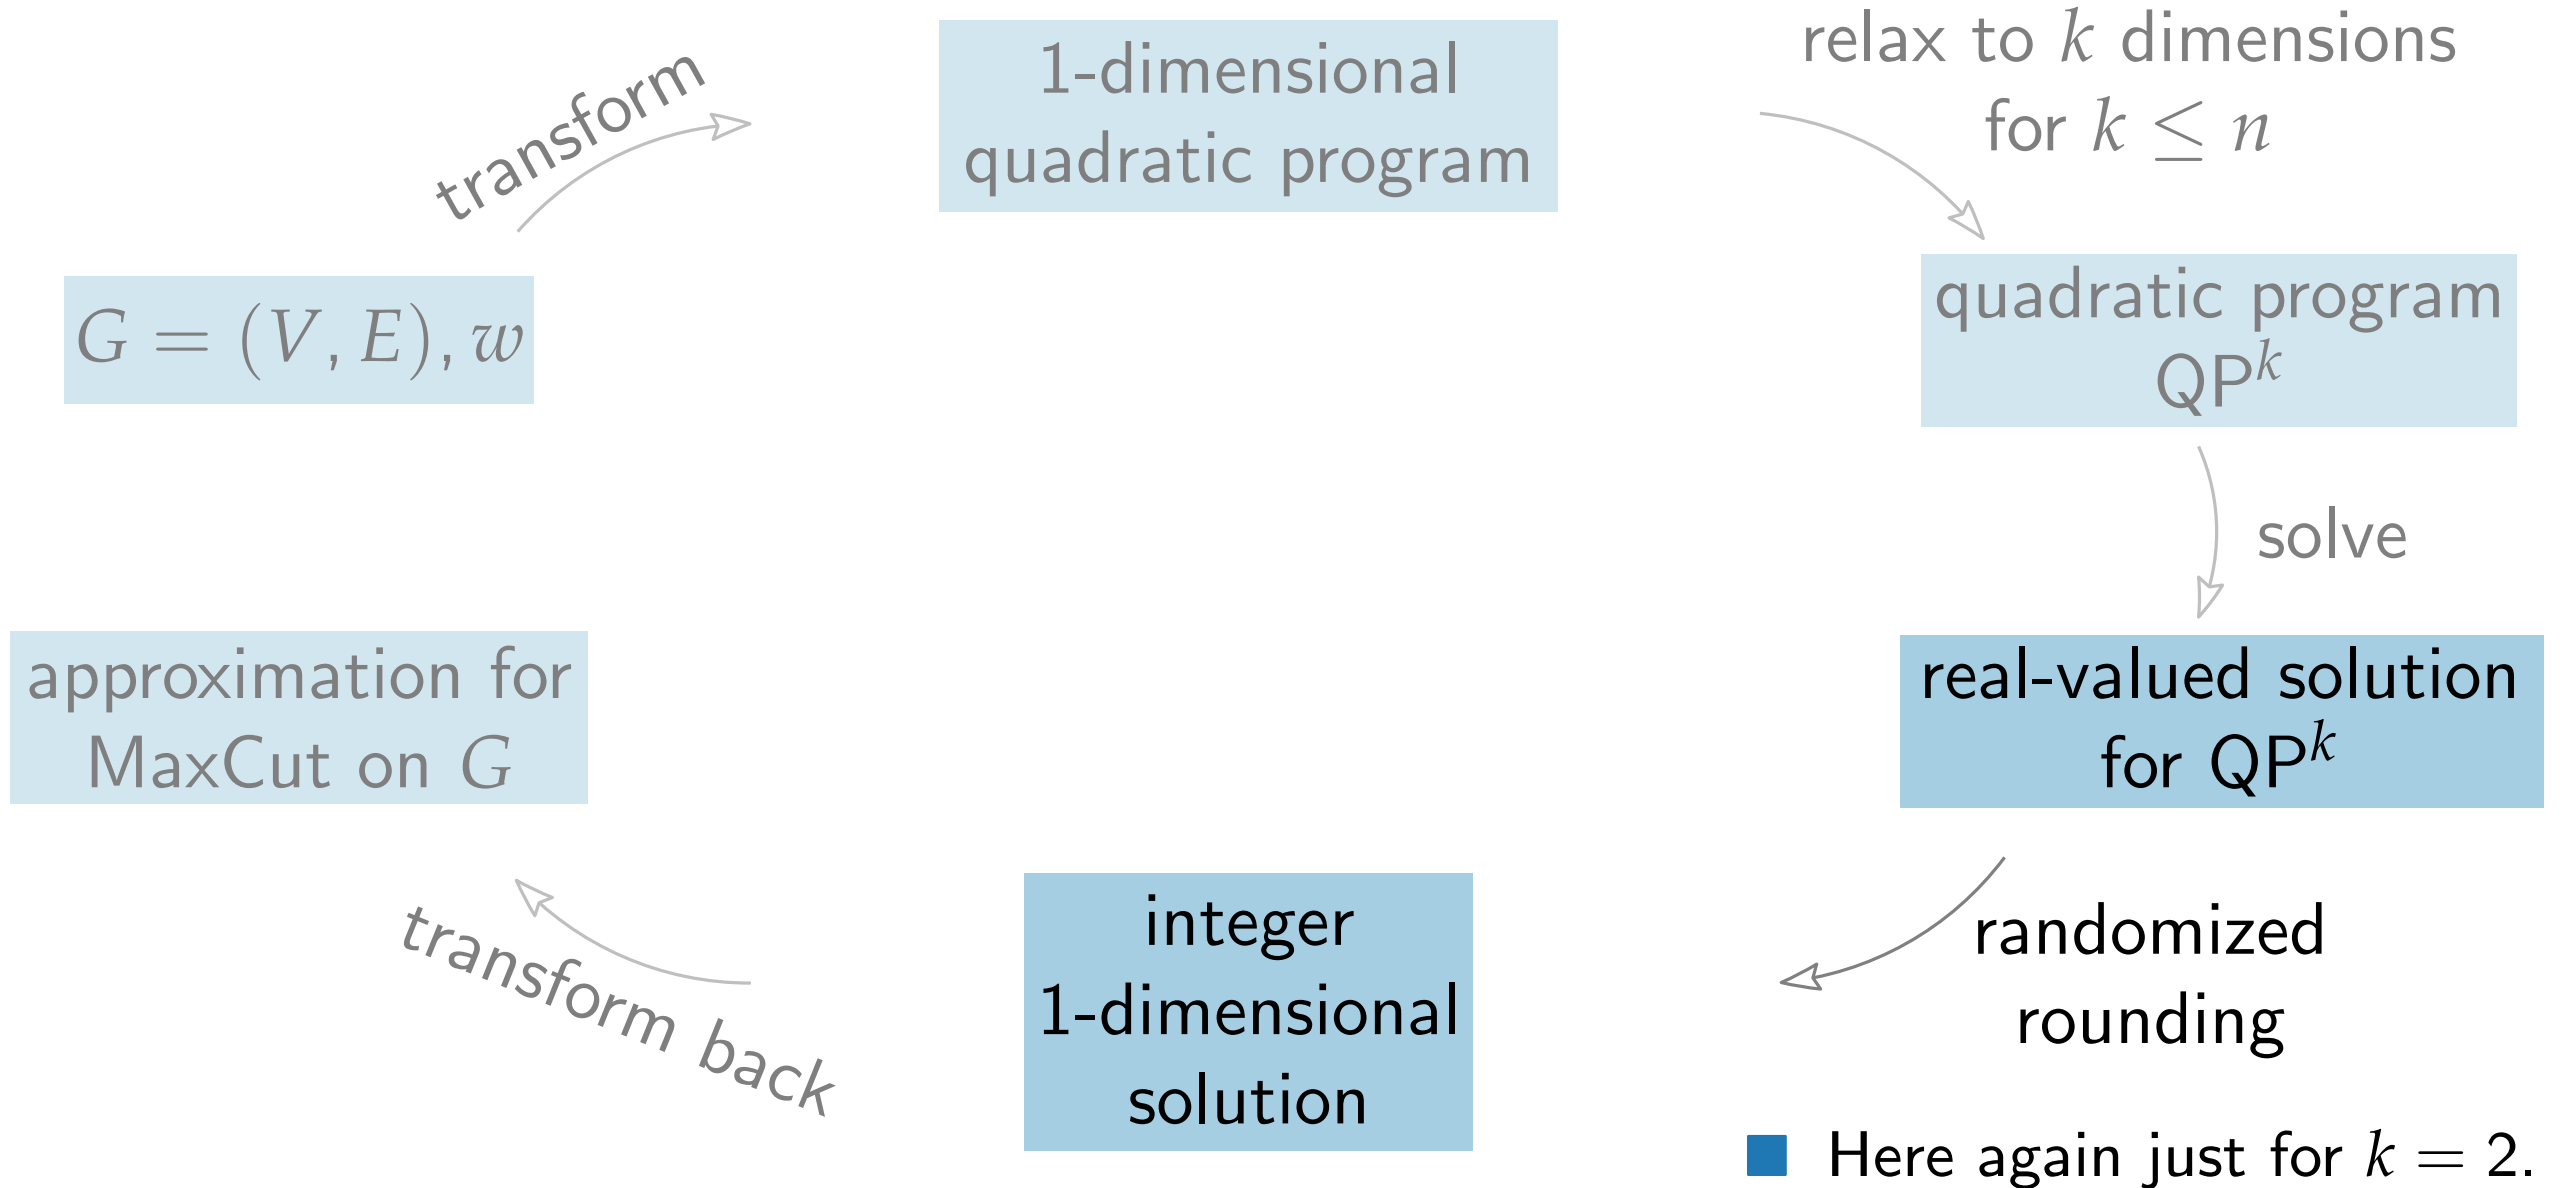 transform
1-dimensional
quadratic program
relax to k dimensions
for k ≤ n
G = (V, E), w
quadratic program
QP^k
solve
approximation for
MaxCut on G
real-valued solution
for QP^k
transform back
integer
1-dimensional
solution
randomized
rounding
Here again just for k = 2.